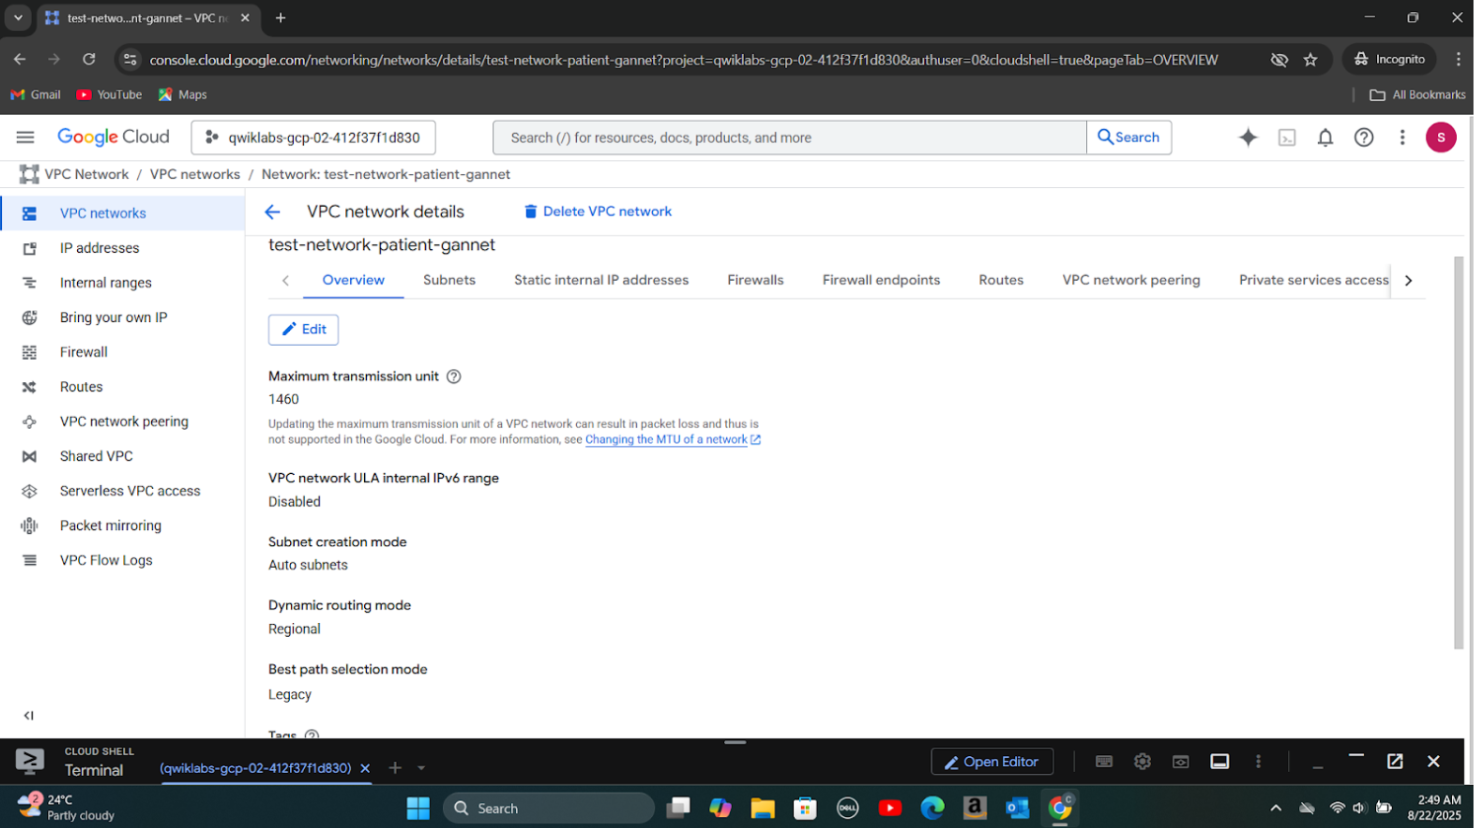 test-netwo...nt-gannet – VPC ne
console.cloud.google.com/networking/networks/details/test-network-patient-gannet?project=qwiklabs-gcp-02-412f37f1d830&authuser=0&cloudshell=true&pageTab=OVERVIEW
Incognito
Gmail
YouTube
Maps
All Bookmarks
Google Cloud
qwiklabs-gcp-02-412f37f1d830
Search (/) for resources, docs, products, and more
Search
S
VPC Network / VPC networks / Network: test-network-patient-gannet
VPC networks
IP addresses
Internal ranges
Bring your own IP
Firewall
Routes
VPC network peering
Shared VPC
Serverless VPC access
Packet mirroring
VPC Flow Logs
VPC network details
Delete VPC network
test-network-patient-gannet
Overview
Subnets
Static internal IP addresses
Firewalls
Firewall endpoints
Routes
VPC network peering
Private services access
Edit
Maximum transmission unit
1460
Updating the maximum transmission unit of a VPC network can result in packet loss and thus is
not supported in the Google Cloud. For more information, see Changing the MTU of a network
VPC network ULA internal IPv6 range
Disabled
Subnet creation mode
Auto subnets
Dynamic routing mode
Regional
Best path selection mode
Legacy
Tags
CLOUD SHELL
Terminal
(qwiklabs-gcp-02-412f37f1d830)
Open Editor
2
24°C
Partly cloudy
Search
DELL
C
2:49 AM
8/22/2025